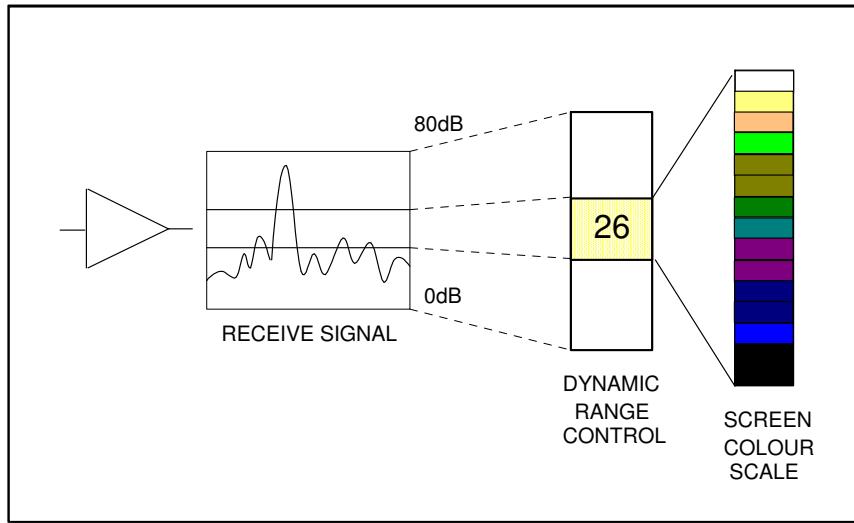 80dB
26
0dB
RECEIVE SIGNAL
DYNAMIC
RANGE
CONTROL
SCREEN
COLOUR
SCALE